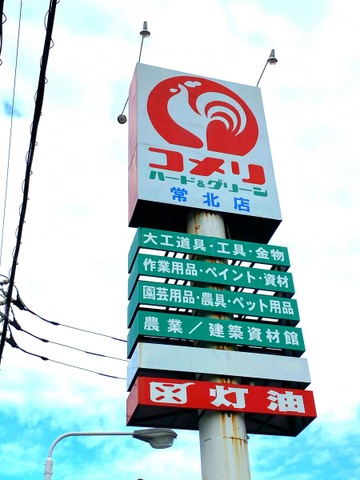 コメリ
ハード&グリーン
常北店
大工道具・工具・金物
作業用品・ペイント・資材
園芸用品・農具・ペット用品
農業／建築資材館
灯油